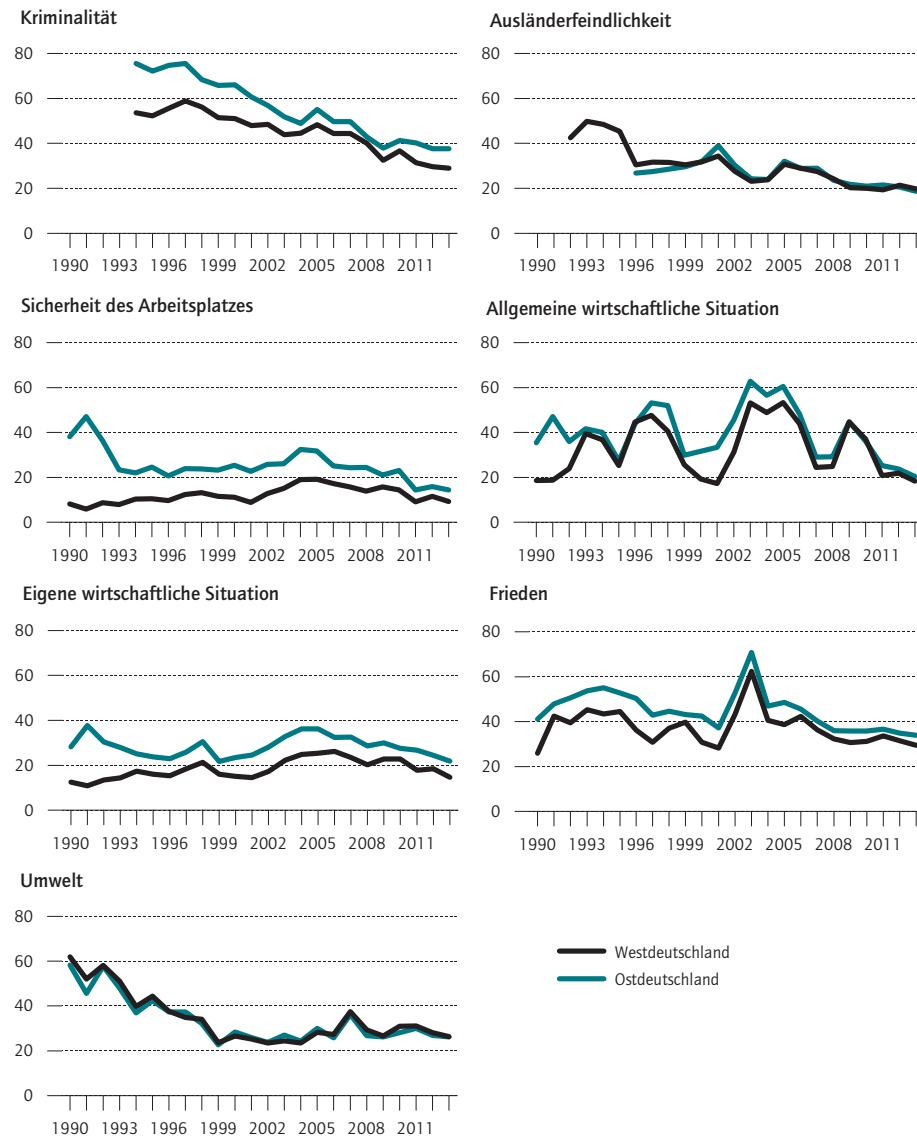 Kriminalität
80
60
40
20
0
1990 1993 1996 1999 2002 2005 2008 2011
Ausländerfeindlichkeit
80
60
40
20
0
1990 1993 1996 1999 2002 2005 2008 2011
Sicherheit des Arbeitsplatzes
80
60
40
20
0
1990 1993 1996 1999 2002 2005 2008 2011
Allgemeine wirtschaftliche Situation
80
60
40
20
0
1990 1993 1996 1999 2002 2005 2008 2011
Eigene wirtschaftliche Situation
80
60
40
20
0
1990 1993 1996 1999 2002 2005 2008 2011
Frieden
80
60
40
20
0
1990 1993 1996 1999 2002 2005 2008 2011
Umwelt
80
60
40
20
0
1990 1993 1996 1999 2002 2005 2008 2011
Westdeutschland
Ostdeutschland